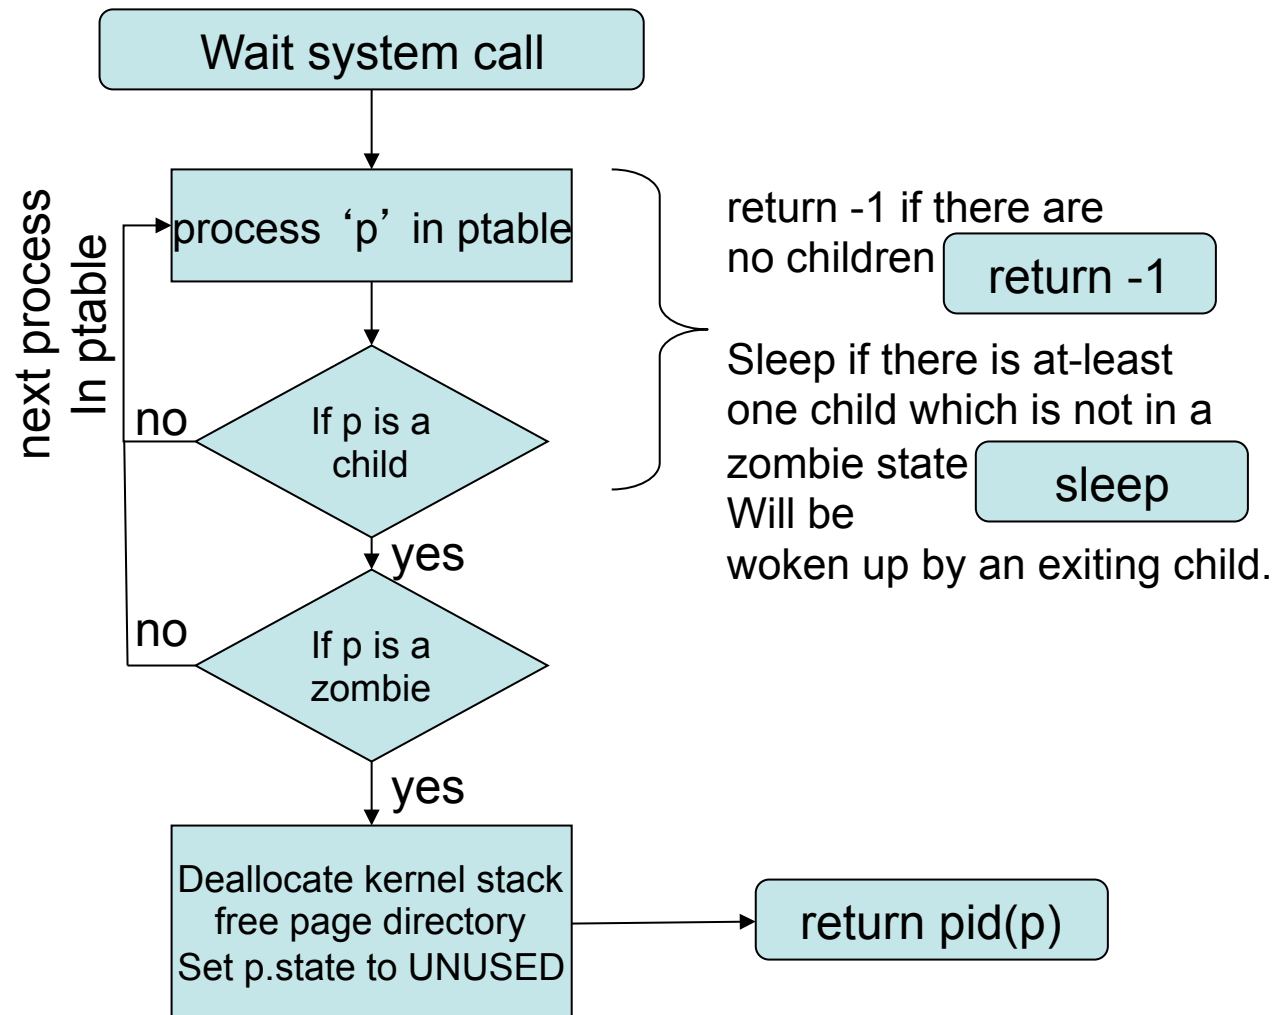 Wait system call
next process
In ptable
process ‘p’ in ptable
return -1 if there are
no children
return -1
If p is a
child
no
yes
Sleep if there is at-least
one child which is not in a
zombie state
sleep
Will be
woken up by an exiting child.
If p is a
zombie
no
yes
Deallocate kernel stack
free page directory
Set p.state to UNUSED
return pid(p)